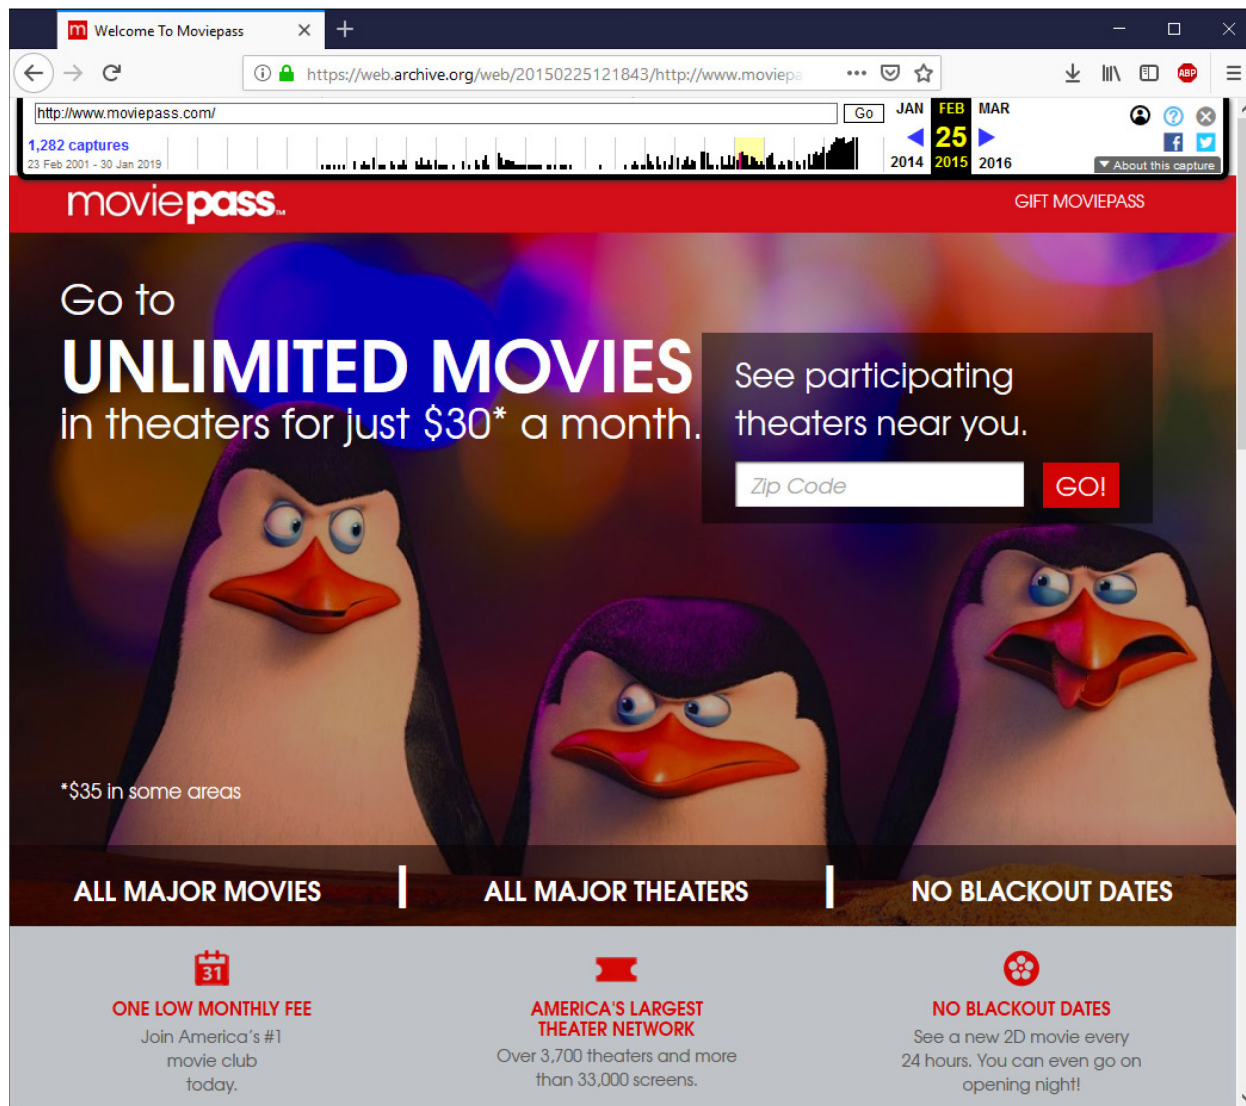 Welcome To Moviepass
https://web.archive.org/web/20150225121843/http://www.moviepa
ABP
http://www.moviepass.com/
Go
JAN FEB MAR
1,282 captures
25
23 Feb 2001 - 30 Jan 2019
2014 2015 2016
About this capture
moviepass™
GIFT MOVIEPASS
Go to
UNLIMITED MOVIES
in theaters for just $30* a month.
See participating
theaters near you.
Zip Code
GO!
*$35 in some areas
ALL MAJOR MOVIES
ALL MAJOR THEATERS
NO BLACKOUT DATES
31
ONE LOW MONTHLY FEE
Join America's #1
movie club
today.
AMERICA'S LARGEST
THEATER NETWORK
Over 3,700 theaters and more
than 33,000 screens.
NO BLACKOUT DATES
See a new 2D movie every
24 hours. You can even go on
opening night!